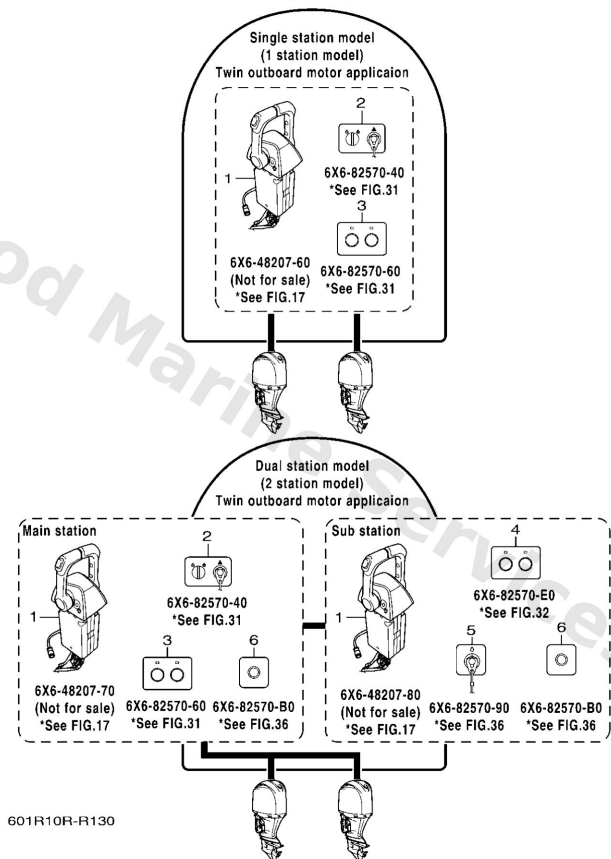 Single station model
(1 station model)
Twin outboard motor applicaion
1
2
6X6-82570-40
*See FIG.31
3
6X6-48207-60
(Not for sale)
*See FIG.17
6X6-82570-60
*See FIG.31
Dual station model
(2 station model)
Twin outboard motor applicaion
Main station
2
1
6X6-82570-40
*See FIG.31
3
6
6X6-48207-70
(Not for sale)
*See FIG.17
6X6-82570-60
*See FIG.31
6X6-82570-B0
*See FIG.36
Sub station
4
1
6X6-82570-E0
*See FIG.32
5
6
6X6-48207-80
(Not for sale)
*See FIG.17
6X6-82570-90
*See FIG.36
6X6-82570-B0
*See FIG.36
601R10R-R130
od Marine Services